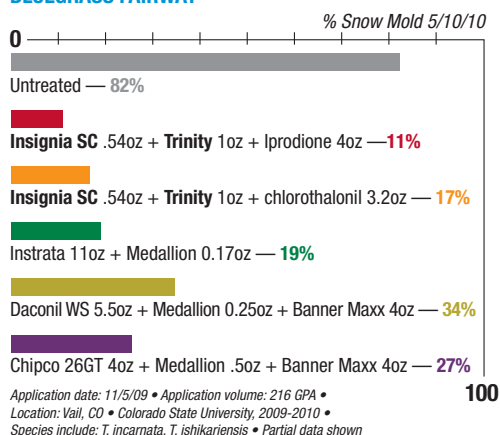 BLUEGRASS FAIRWAY
% Snow Mold 5/10/10
0
Untreated — 82%
Insignia SC .54oz + Trinity 1oz + Iprodione 4oz —11%
Insignia SC .54oz + Trinity 1oz + chlorothalonil 3.2oz — 17%
Instrata 11oz + Medallion 0.17oz — 19%
Daconil WS 5.5oz + Medallion 0.25oz + Banner Maxx 4oz — 34%
Chipco 26GT 4oz + Medallion .5oz + Banner Maxx 4oz — 27%
100
Application date: 11/5/09 • Application volume: 216 GPA •
Location: Vail, CO • Colorado State University, 2009-2010 •
Species include: T. incarnata, T. ishikariensis • Partial data shown